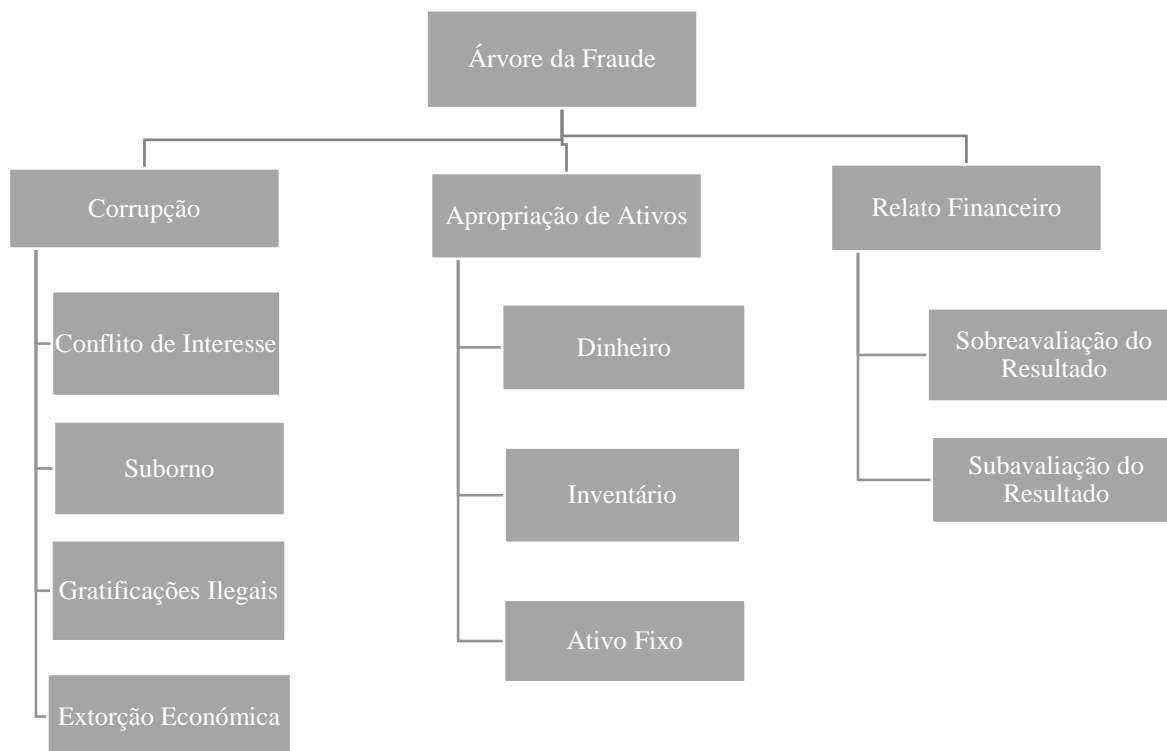 Árvore da Fraude
Corrupção
Conflito de Interesse
Suborno
Gratificações Ilegais
Extorção Económica
Apropriação de Ativos
Dinheiro
Inventário
Ativo Fixo
Relato Financeiro
Sobreavaliação do
Resultado
Subavaliação do
Resultado